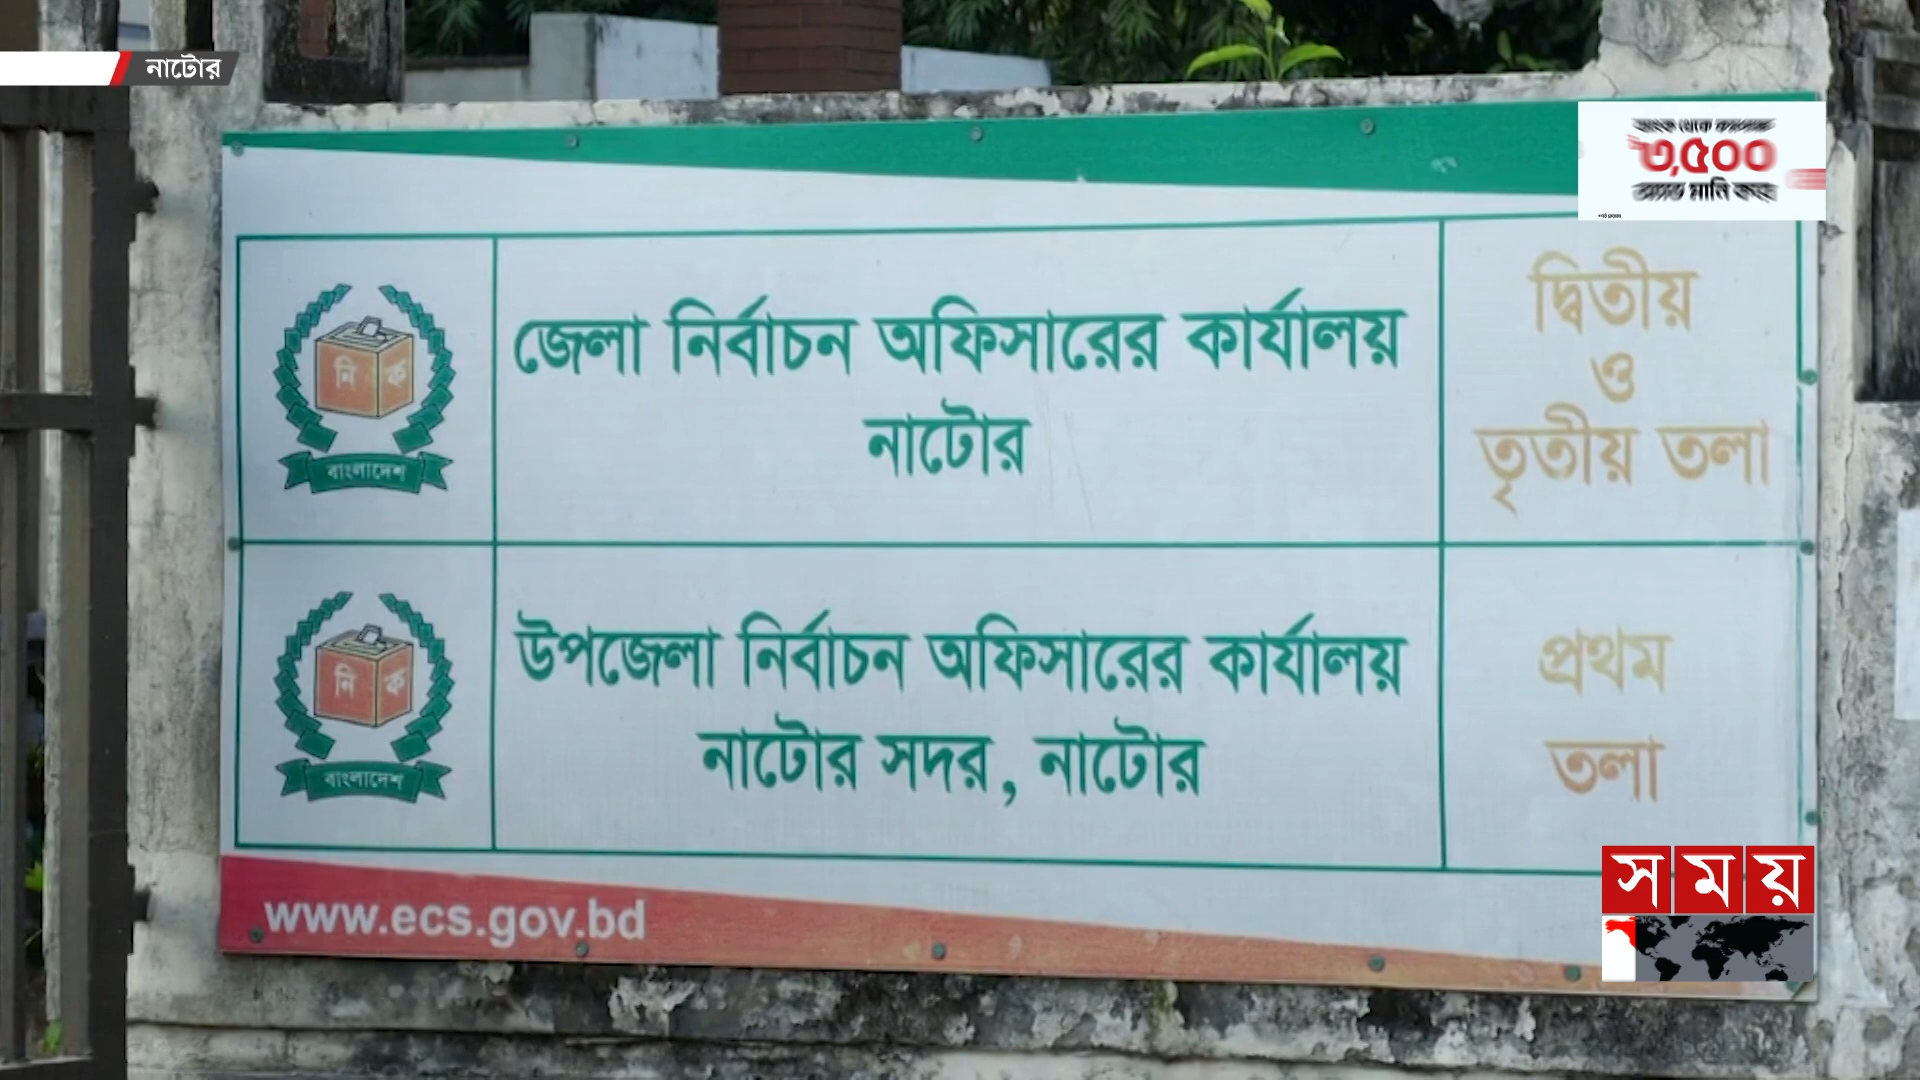 নাটোর
৩,৫০০
জেলা নির্বাচন অফিসারের কার্যালয়
নাটোর
দ্বিতীয়
ও
তৃতীয় তলা
নি ক
বাংলাদেশ
উপজেলা নির্বাচন অফিসারের কার্যালয়
নাটোর সদর, নাটোর
প্রথম
তলা
নি ক
বাংলাদেশ
www.ecs.gov.bd
সময়